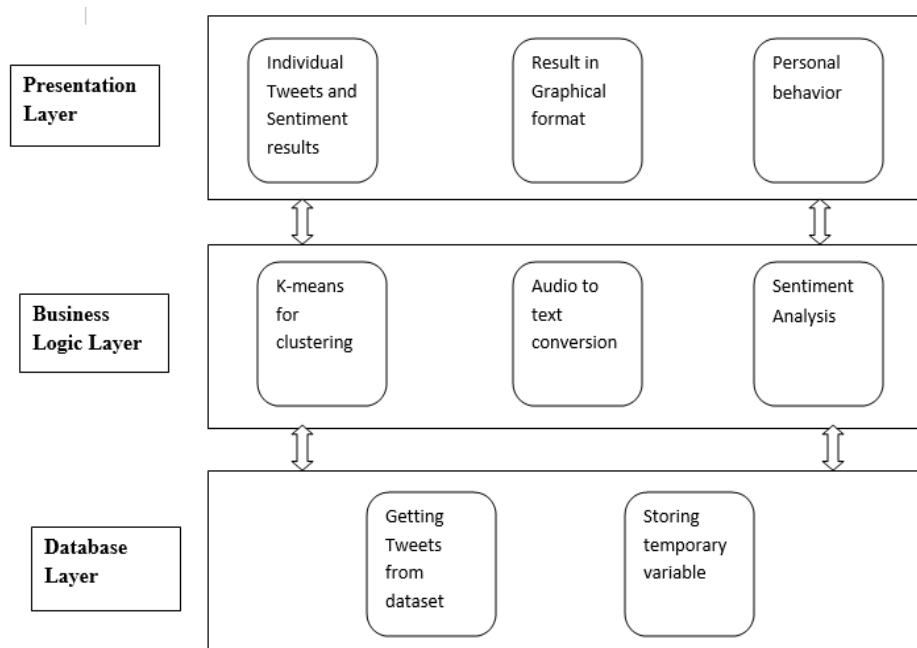 Presentation
Layer
Individual
Tweets and
Sentiment
results
Result in
Graphical
format
Personal
behavior
Business
Logic Layer
K-means
for
clustering
Audio to
text
conversion
Sentiment
Analysis
Database
Layer
Getting
Tweets
from
dataset
Storing
temporary
variable